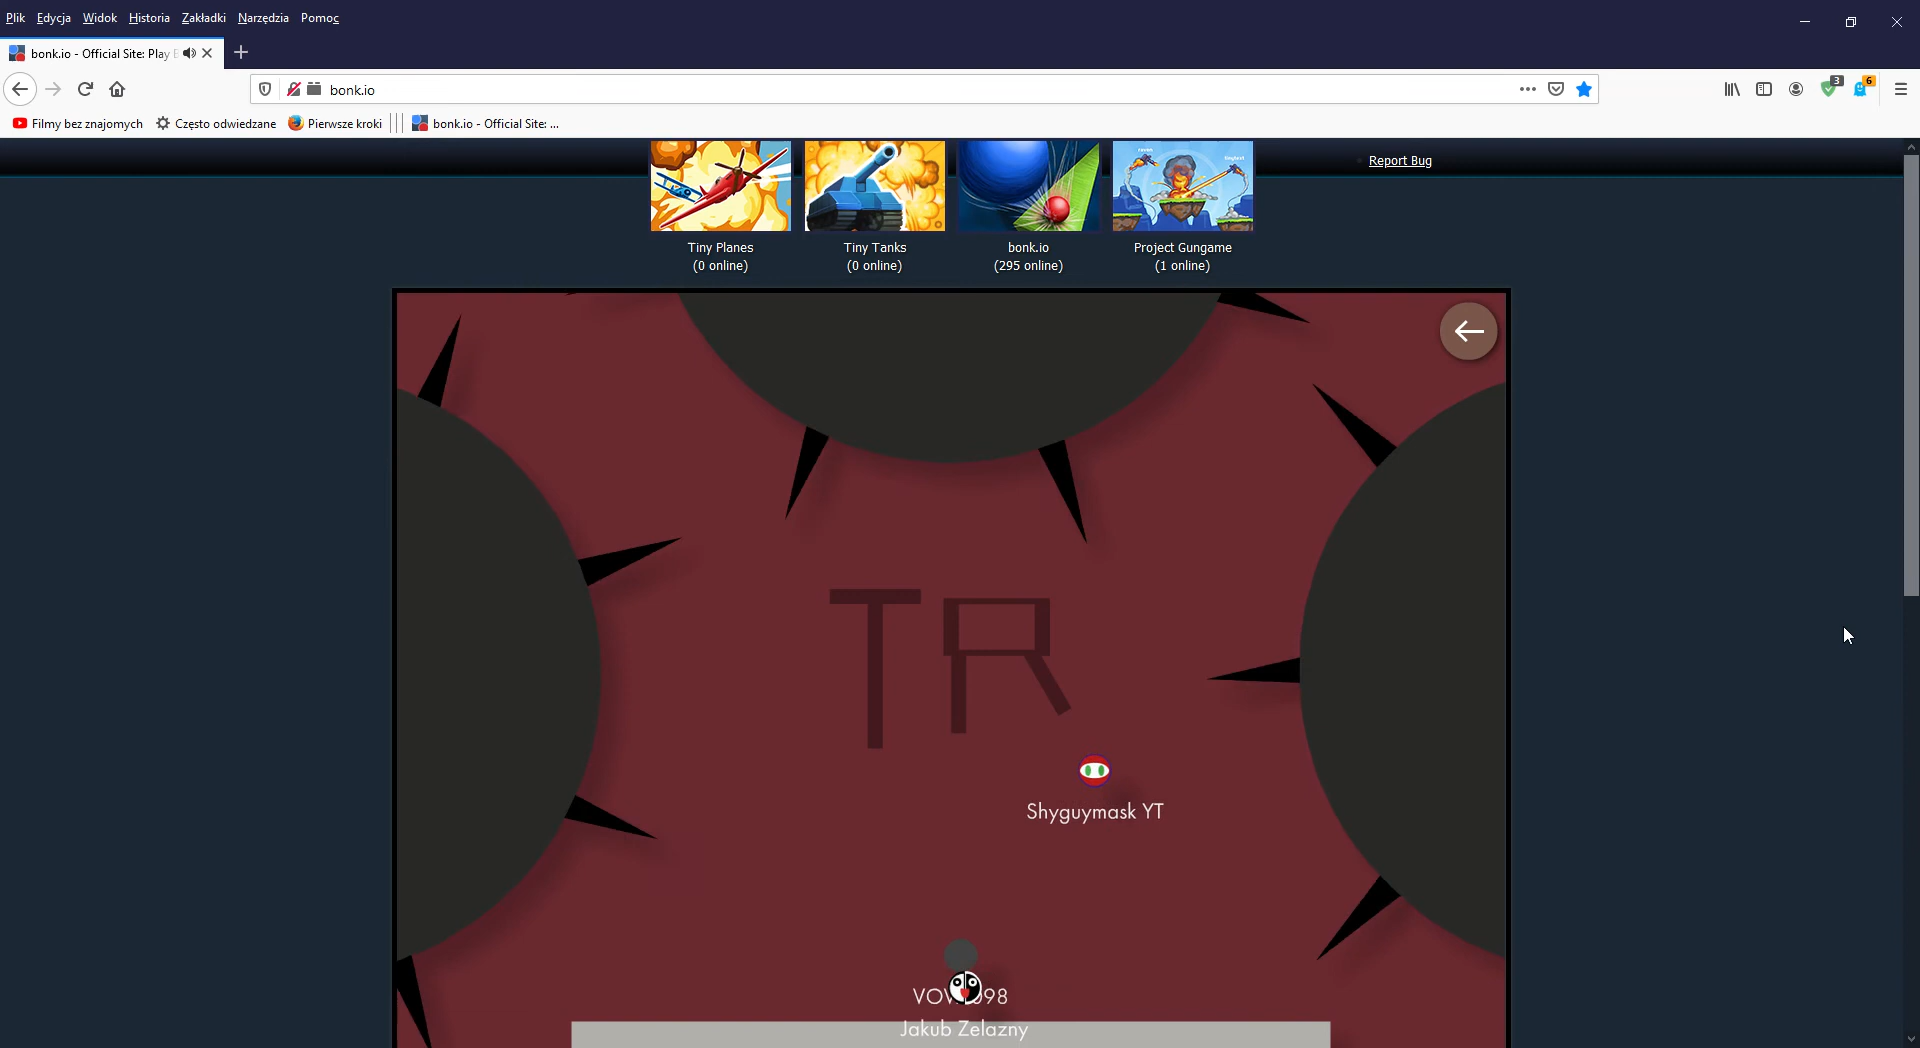 Plik Edycja Widok Historia Zakładki Narzędzia Pomoc
bonk.io - Official Site: Play
bonk.io
3
6
Filmy bez znajomych Często odwiedzane Pierwsze kroki bonk.io - Official Site: ...
Report Bug
Tiny Planes
(0 online)
Tiny Tanks
(0 online)
bonk.io
(295 online)
Project Gungame
(1 online)
TR
Shyguymask YT
Jakub Zelazny